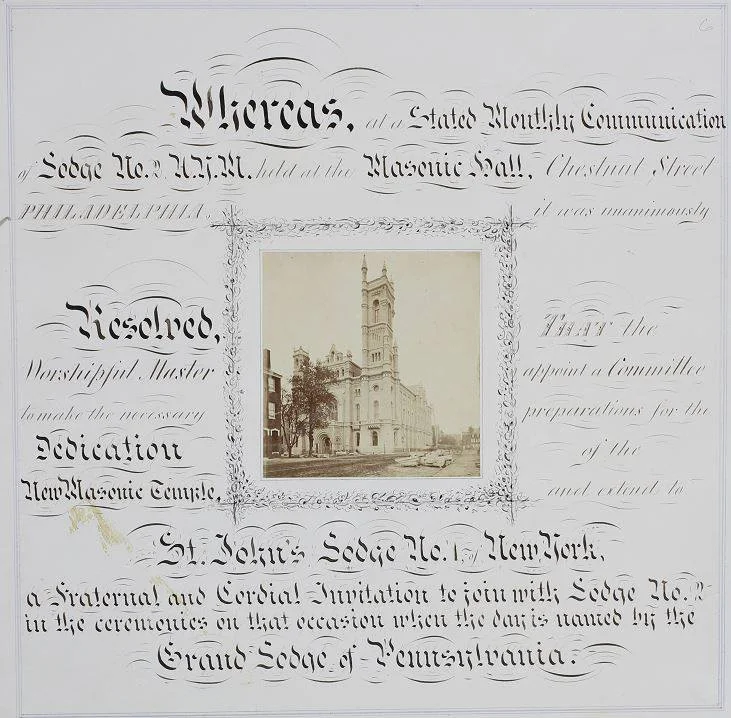 6
Whereas, at a Stated Monthly Communication
of Lodge No. 2 A.Y.M. held at the Masonic Hall, Chestnut Street
PHILADELPHIA, it was unanimously
Resolved, THAT the
Worshipful Master appoint a Committee
to make the necessary preparations for the
Dedication of the
New Masonic Temple, and extend to
St. John's Lodge No. 1, of New York,
a Fraternal and Cordial Invitation to join with Lodge No. 2
in the ceremonies on that occasion when the day is named by the
Grand Lodge of Pennsylvania.